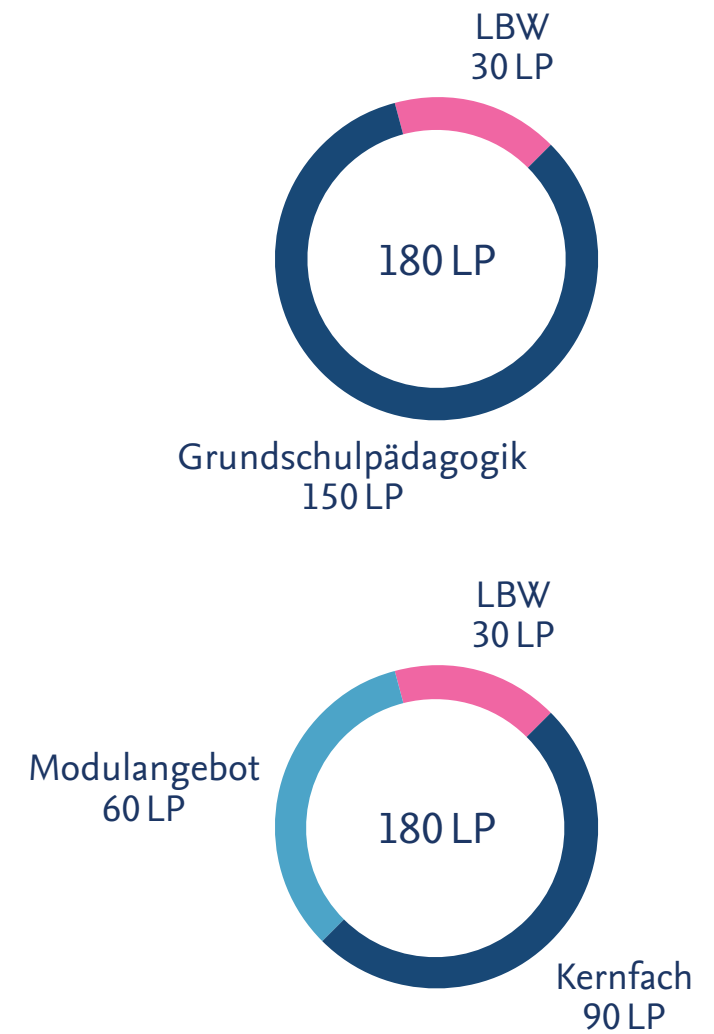 LBW
30 LP
180 LP
Grundschulpädagogik
150 LP
LBW
30 LP
Modulangebot
60 LP
180 LP
Kernfach
90 LP